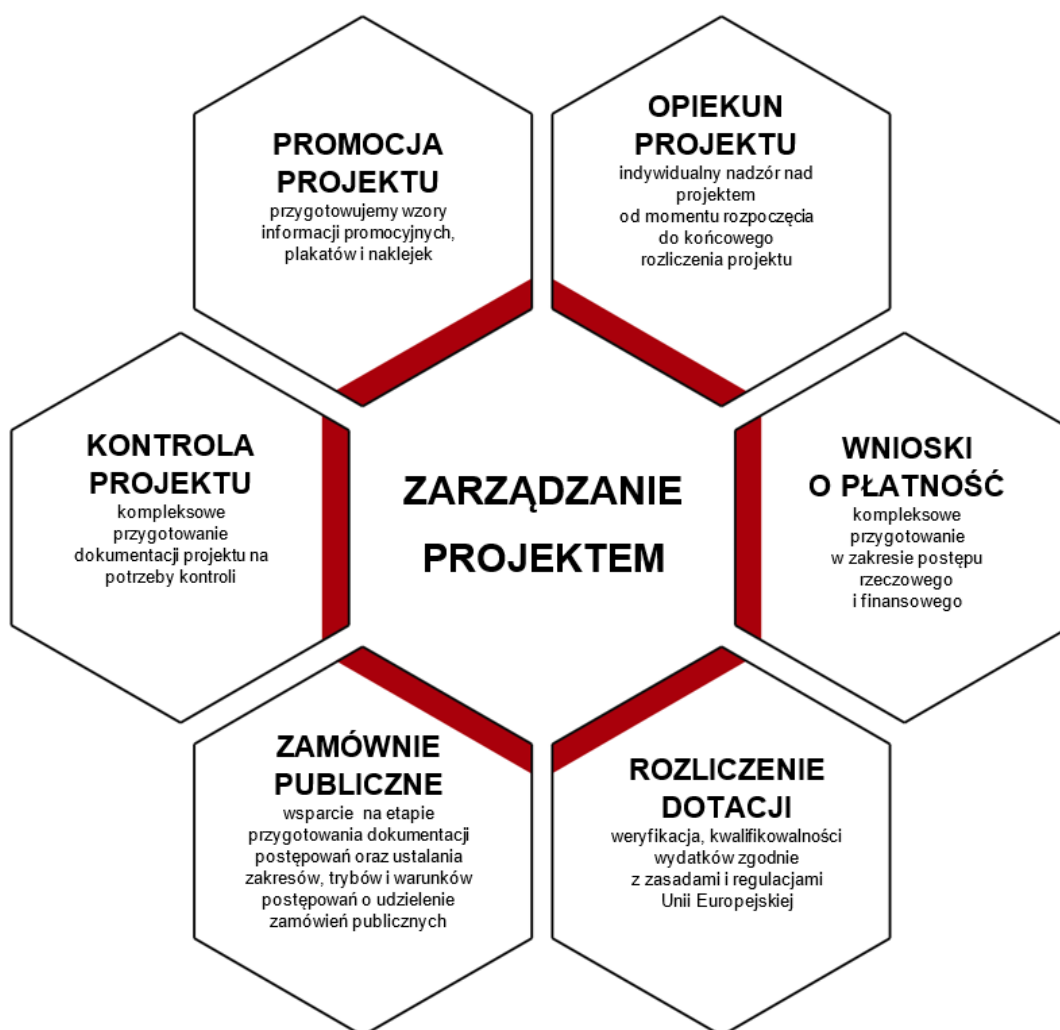 PROMOCJA
PROJEKTU
przygotowujemy wzory
informacji promocyjnych,
plakatów i naklejek
OPIEKUN
PROJEKTU
indywidualny nadzór nad
projektem
od momentu rozpoczęcia
do końcowego
rozliczenia projektu
KONTROLA
PROJEKTU
kompleksowe
przygotowanie
dokumentacji projektu na
potrzeby kontroli
ZARZĄDZANIE
PROJEKTEM
WNIOSKI
O PŁATNOŚĆ
kompleksowe
przygotowanie
w zakresie postępu
rzeczowego
i finansowego
ZAMÓWNIE
PUBLICZNE
wsparcie na etapie
przygotowania dokumentacji
postępowań oraz ustalania
zakresów, trybów i warunków
postępowań o udzielenie
zamówień publicznych
ROZLICZENIE
DOTACJI
weryfikacja, kwalifikowalności
wydatków zgodnie
z zasadami i regulacjami
Unii Europejskiej